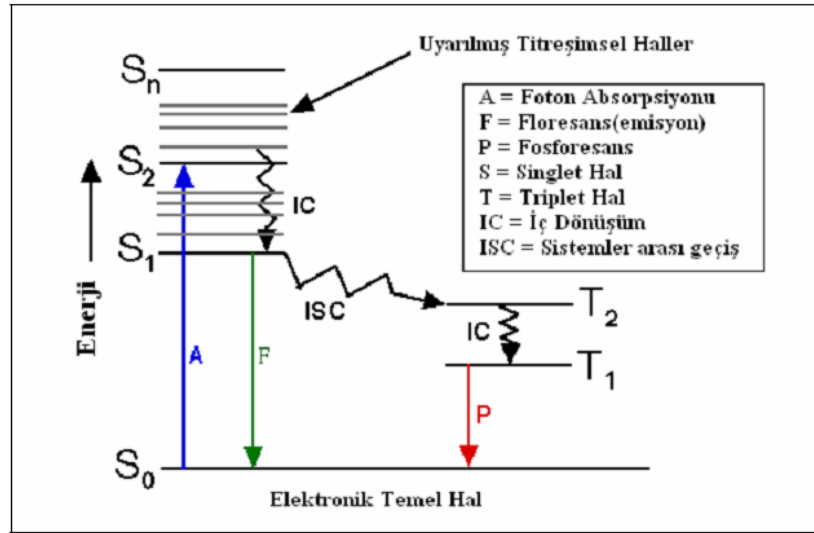 Uyarılmış Titreşimsel Haller
Sn
S2
S1
S0
Enerji
A
F
IC
ISC
IC
T2
T1
P
A = Foton Absorpsiyonu
F = Floresans(emisyon)
P = Fosforesans
S = Singlet Hal
T = Triplet Hal
IC = İç Dönüşüm
ISC = Sistemler arası geçiş
Elektronik Temel Hal